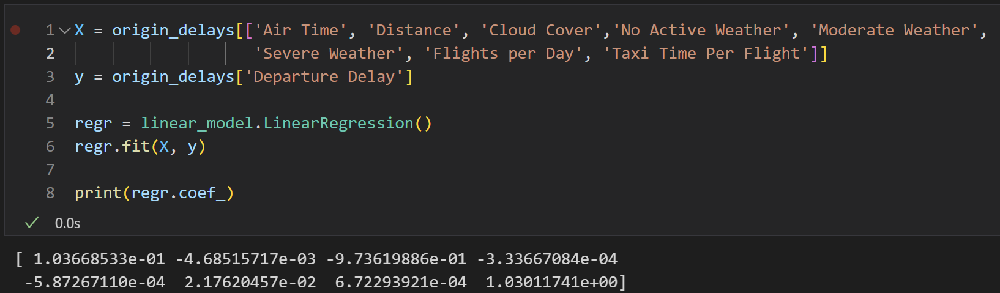 1 X = origin_delays[['Air Time', 'Distance', 'Cloud Cover','No Active Weather', 'Moderate Weather',
2 'Severe Weather', 'Flights per Day', 'Taxi Time Per Flight']]
3 y = origin_delays['Departure Delay']
4
5 regr = linear_model.LinearRegression()
6 regr.fit(X, y)
7
8 print(regr.coef_)
0.0s
[ 1.03668533e-01 -4.68515717e-03 -9.73619886e-01 -3.33667084e-04
-5.87267110e-04 2.17620457e-02 6.72293921e-04 1.03011741e+00]